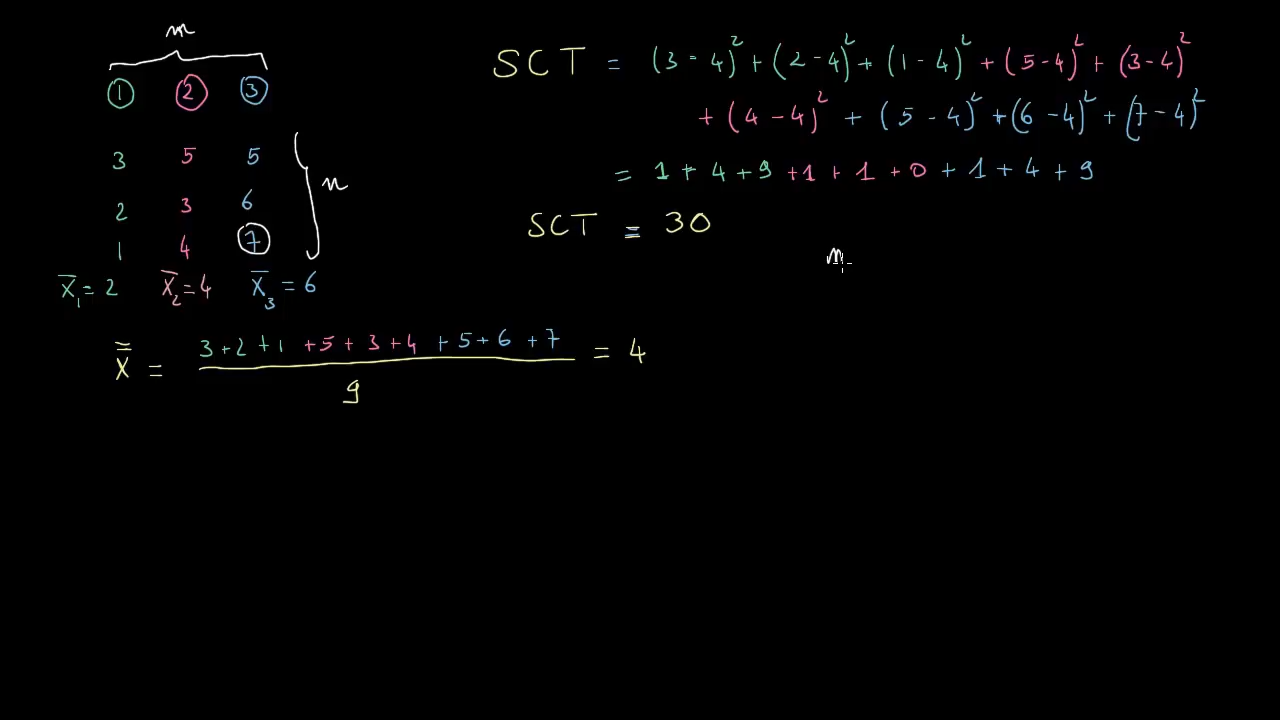 m
① ② ③
3 5 5
2 3 6
1 4 7
n
X̄₁ = 2 X̄₂ = 4 X̄₃ = 6
X̿ = (3 + 2 + 1 + 5 + 3 + 4 + 5 + 6 + 7) / 9 = 4
SCT = (3 - 4)² + (2 - 4)² + (1 - 4)² + (5 - 4)² + (3 - 4)²
+ (4 - 4)² + (5 - 4)² + (6 - 4)² + (7 - 4)²
= 1 + 4 + 9 + 1 + 1 + 0 + 1 + 4 + 9
SCT = 30